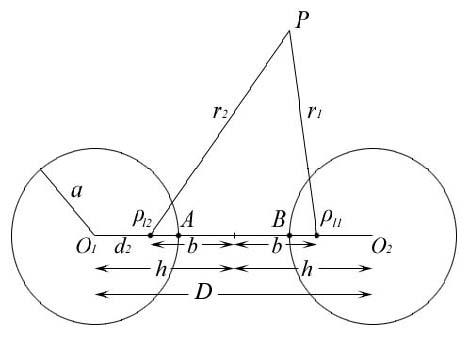 P
r₂ r₁
a
ρₗ₂ A B ρₗ₁
O₁ d₂ b b O₂
h h
D